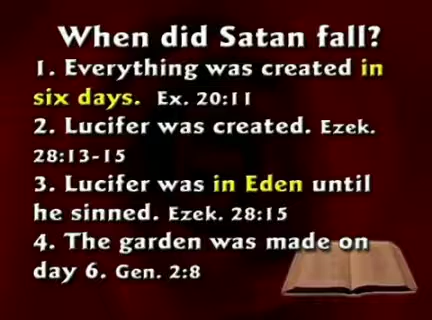 When did Satan fall?
1. Everything was created in
six days. Ex. 20:11
2. Lucifer was created. Ezek.
28:13-15
3. Lucifer was in Eden until
he sinned. Ezek. 28:15
4. The garden was made on
day 6. Gen. 2:8